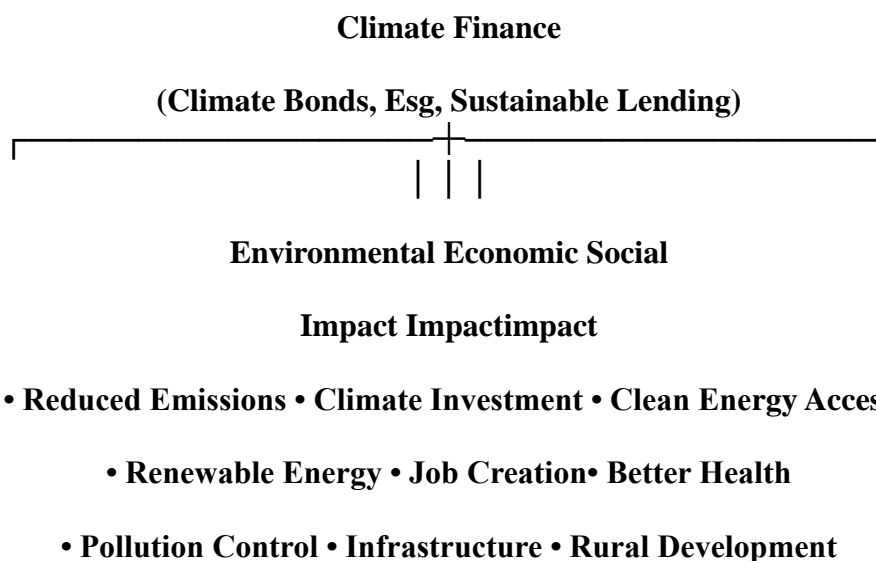 Climate Finance
(Climate Bonds, Esg, Sustainable Lending)
Environmental Economic Social
Impact Impactimpact
• Reduced Emissions • Climate Investment • Clean Energy Acces
• Renewable Energy • Job Creation• Better Health
• Pollution Control • Infrastructure • Rural Development